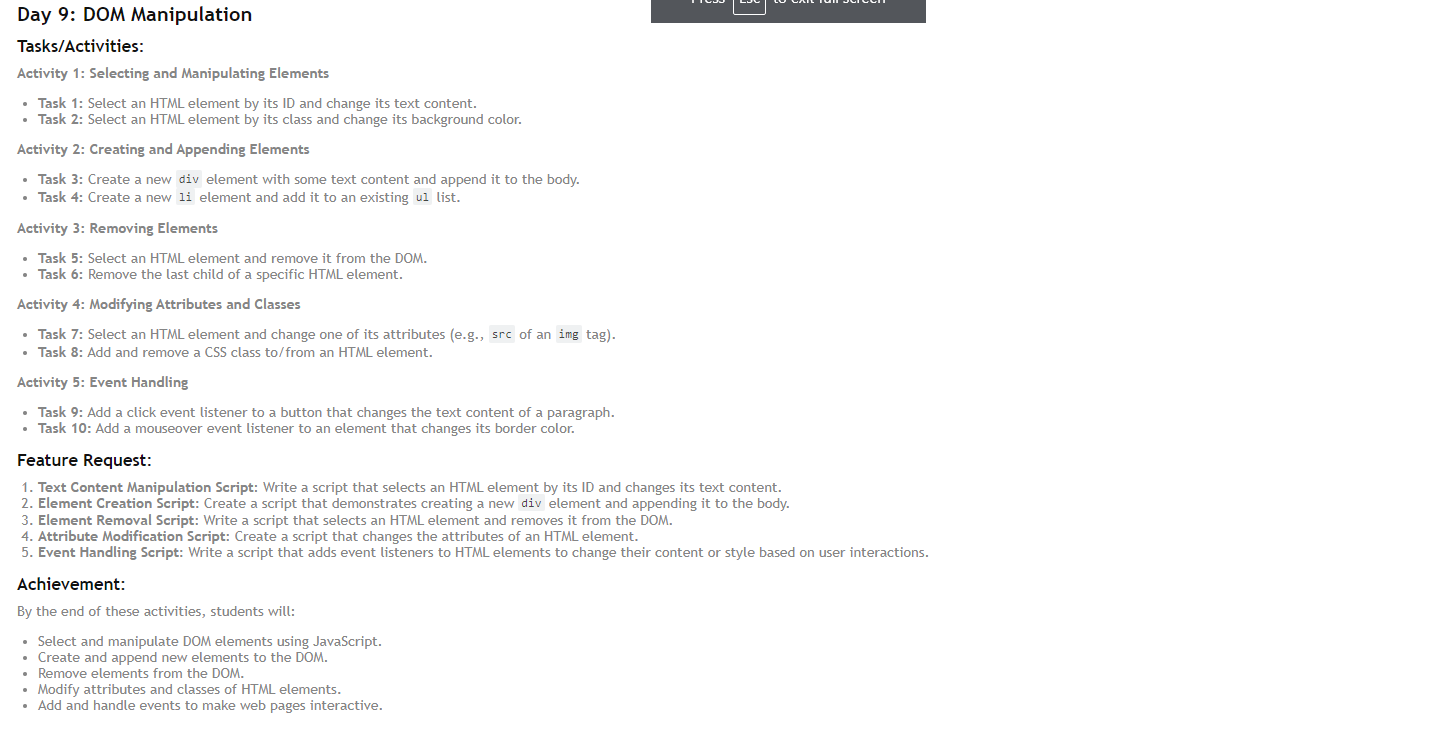 Day 9: DOM Manipulation
Press Esc to exit full screen
Tasks/Activities:
Activity 1: Selecting and Manipulating Elements
• Task 1: Select an HTML element by its ID and change its text content.
• Task 2: Select an HTML element by its class and change its background color.
Activity 2: Creating and Appending Elements
• Task 3: Create a new div element with some text content and append it to the body.
• Task 4: Create a new li element and add it to an existing ul list.
Activity 3: Removing Elements
• Task 5: Select an HTML element and remove it from the DOM.
• Task 6: Remove the last child of a specific HTML element.
Activity 4: Modifying Attributes and Classes
• Task 7: Select an HTML element and change one of its attributes (e.g., src of an img tag).
• Task 8: Add and remove a CSS class to/from an HTML element.
Activity 5: Event Handling
• Task 9: Add a click event listener to a button that changes the text content of a paragraph.
• Task 10: Add a mouseover event listener to an element that changes its border color.
Feature Request:
1. Text Content Manipulation Script: Write a script that selects an HTML element by its ID and changes its text content.
2. Element Creation Script: Create a script that demonstrates creating a new div element and appending it to the body.
3. Element Removal Script: Write a script that selects an HTML element and removes it from the DOM.
4. Attribute Modification Script: Create a script that changes the attributes of an HTML element.
5. Event Handling Script: Write a script that adds event listeners to HTML elements to change their content or style based on user interactions.
Achievement:
By the end of these activities, students will:
• Select and manipulate DOM elements using JavaScript.
• Create and append new elements to the DOM.
• Remove elements from the DOM.
• Modify attributes and classes of HTML elements.
• Add and handle events to make web pages interactive.